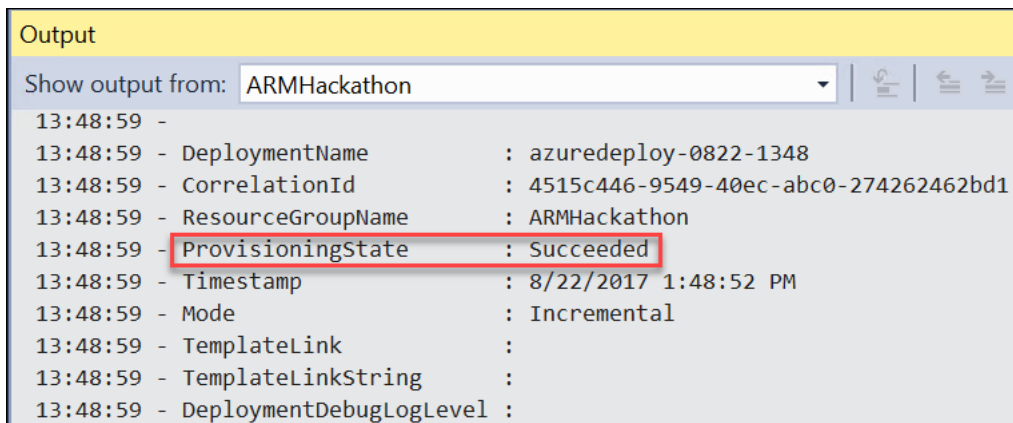 Output
Show output from: ARMHackathon
13:48:59 -
13:48:59 - DeploymentName : azuredeploy-0822-1348
13:48:59 - CorrelationId : 4515c446-9549-40ec-abc0-274262462bd1
13:48:59 - ResourceGroupName : ARMHackathon
13:48:59 - ProvisioningState : Succeeded
13:48:59 - Timestamp : 8/22/2017 1:48:52 PM
13:48:59 - Mode : Incremental
13:48:59 - TemplateLink :
13:48:59 - TemplateLinkString :
13:48:59 - DeploymentDebugLogLevel :